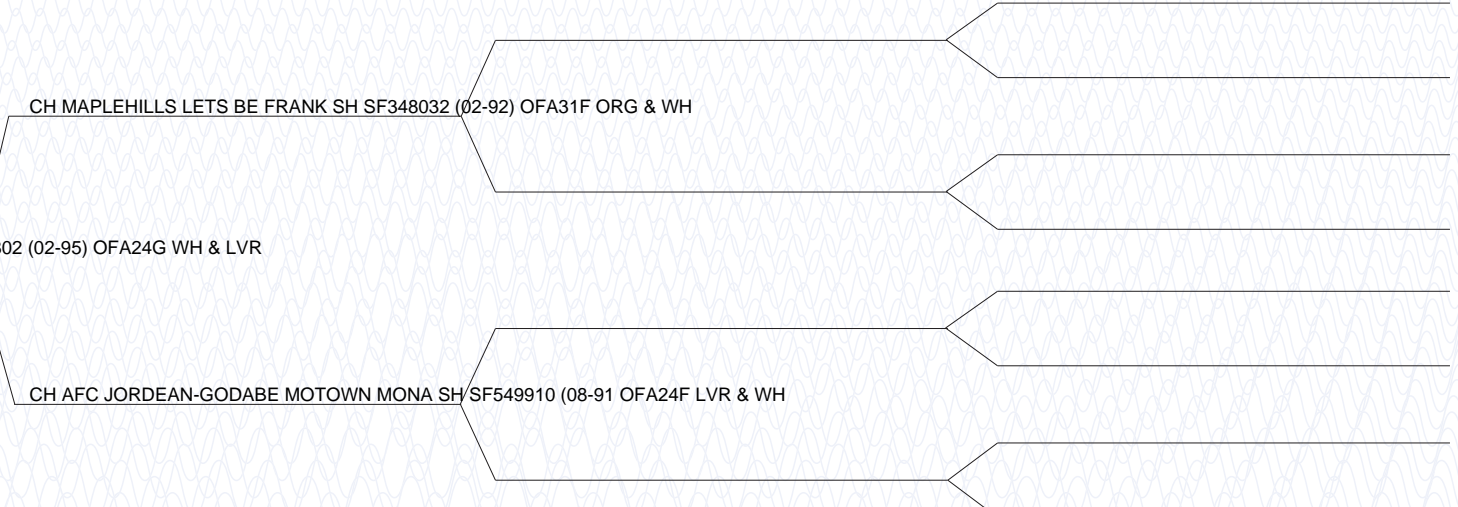 CH MAPLEHILLS LETS BE FRANK SH SF348032 (02-92) OFA31F ORG & WH
02 (02-95) OFA24G WH & LVR
CH AFC JORDEAN-GODABE MOTOWN MONA SH SF549910 (08-91 OFA24F LVR & WH